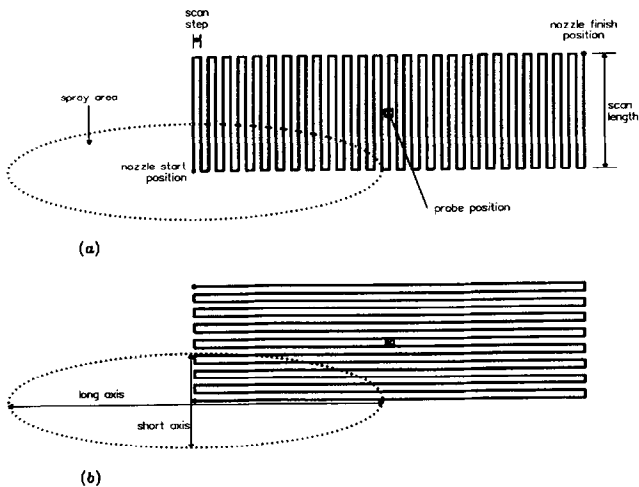 scan
step
nozzle finish
position
spray area
scan
length
nozzle start
position
probe position
(a)
long axis
short axis
(b)